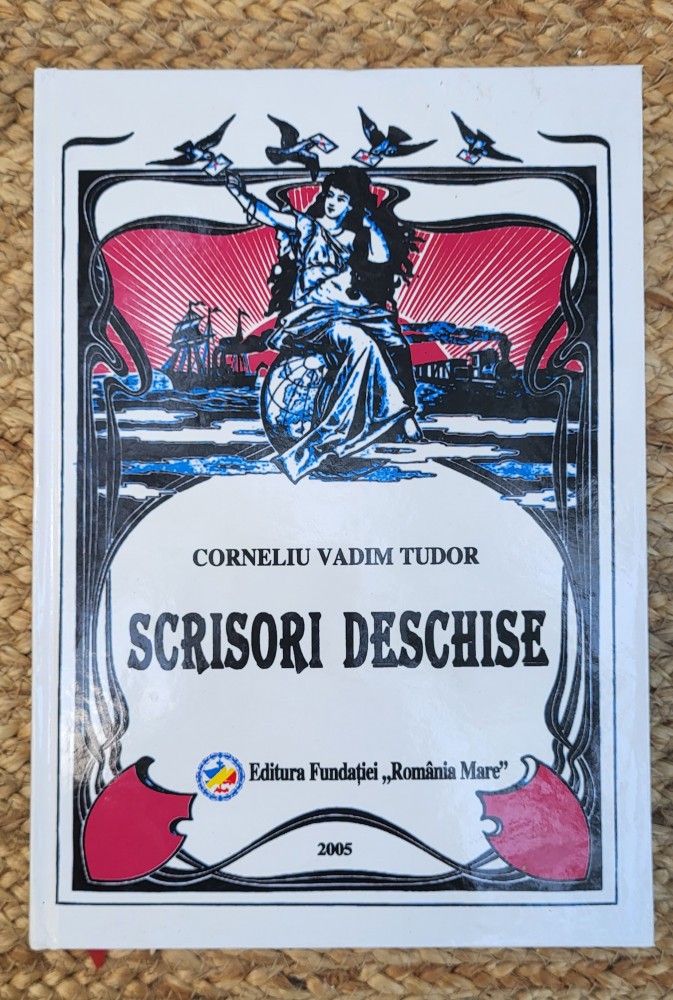 CORNELIU VADIM TUDOR
SCRISORI DESCHISE
Editura Fundației „România Mare”
2005